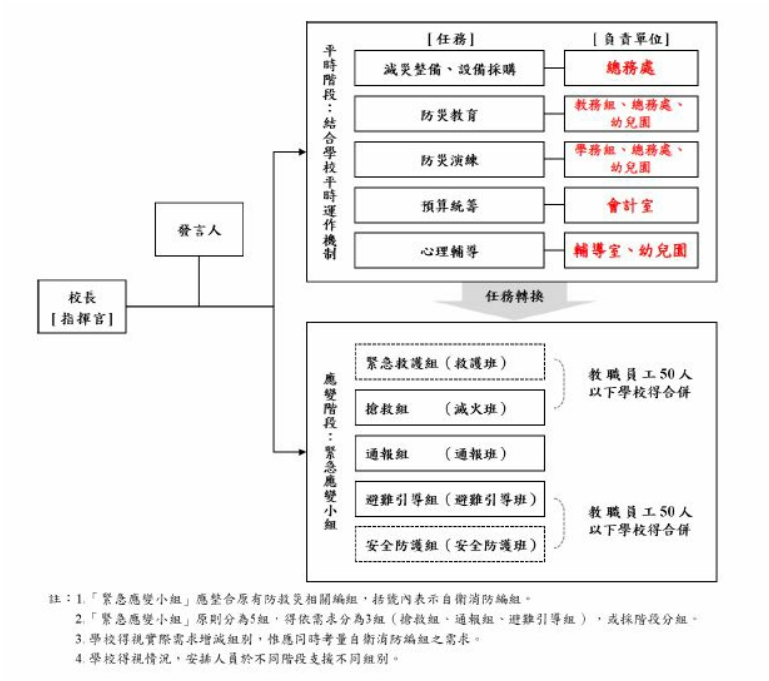 平時階段：結合學校平時運作機制
[任務]
[負責單位]
減災整備、設備採購
總務處
防災教育
教務組、總務處、
幼兒園
防災演練
學務組、總務處、
幼兒園
預算統籌
會計室
心理輔導
輔導室、幼兒園
發言人
校長
[指揮官]
任務轉換
應變階段：緊急應變小組
緊急救護組（救護班）
搶救組　　（滅火班）
教職員工50人
以下學校得合併
通報組　　（通報班）
避難引導組（避難引導班）
安全防護組（安全防護班）
教職員工50人
以下學校得合併
註：1.「緊急應變小組」應整合原有防救災相關編組，括號內表示自衛消防編組。
2.「緊急應變小組」原則分為5組，得依需求分為3組（搶救組、通報組、避難引導組），或採階段分組。
3.學校得視實際需求增減組別，惟應同時考量自衛消防編組之需求。
4.學校得視情況，安排人員於不同階段支援不同組別。